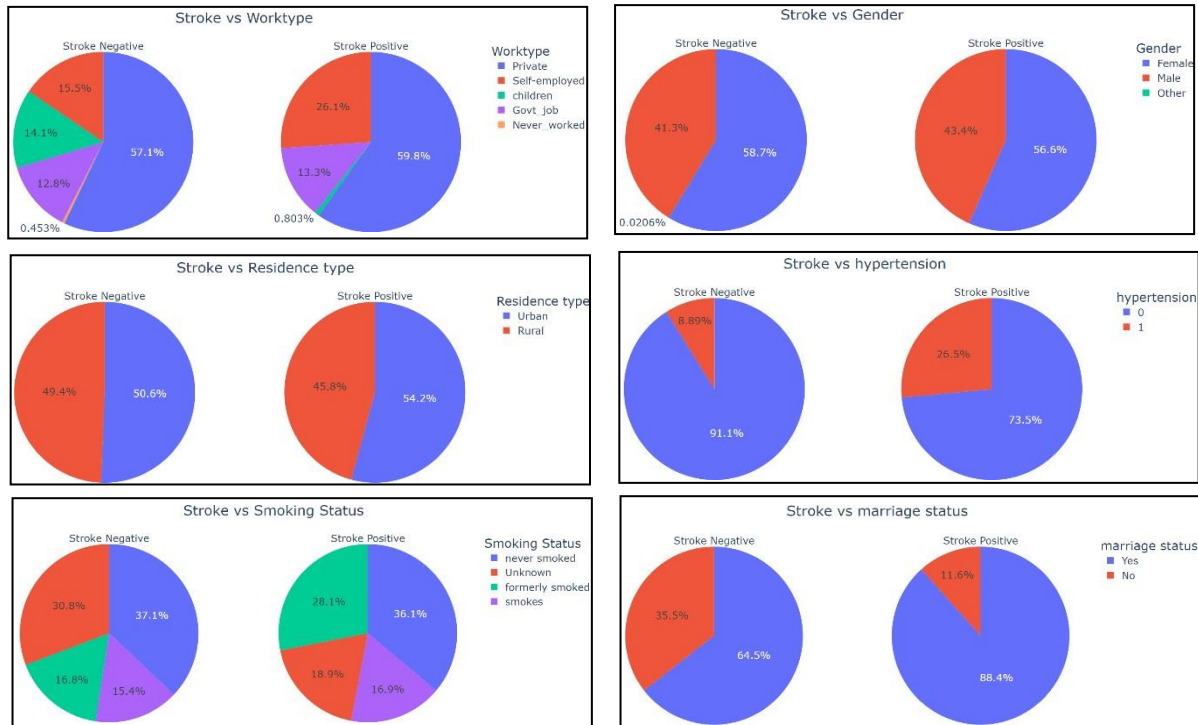 Stroke vs Worktype
Stroke Negative
Stroke Positive
Worktype
Private
Self-employed
children
Govt_job
Never_worked
15.5%
14.1%
12.8%
0.453%
57.1%
26.1%
13.3%
0.803%
59.8%
Stroke vs Gender
Stroke Negative
Stroke Positive
Gender
Female
Male
Other
41.3%
58.7%
0.0206%
43.4%
56.6%
Stroke vs Residence type
Stroke Negative
Stroke Positive
Residence type
Urban
Rural
49.4%
50.6%
45.8%
54.2%
Stroke vs hypertension
Stroke Negative
Stroke Positive
hypertension
0
1
8.89%
91.1%
26.5%
73.5%
Stroke vs Smoking Status
Stroke Negative
Stroke Positive
Smoking Status
never smoked
Unknown
formerly smoked
smokes
30.8%
37.1%
16.8%
15.4%
28.1%
36.1%
18.9%
16.9%
Stroke vs marriage status
Stroke Negative
Stroke Positive
marriage status
Yes
No
35.5%
64.5%
11.6%
88.4%